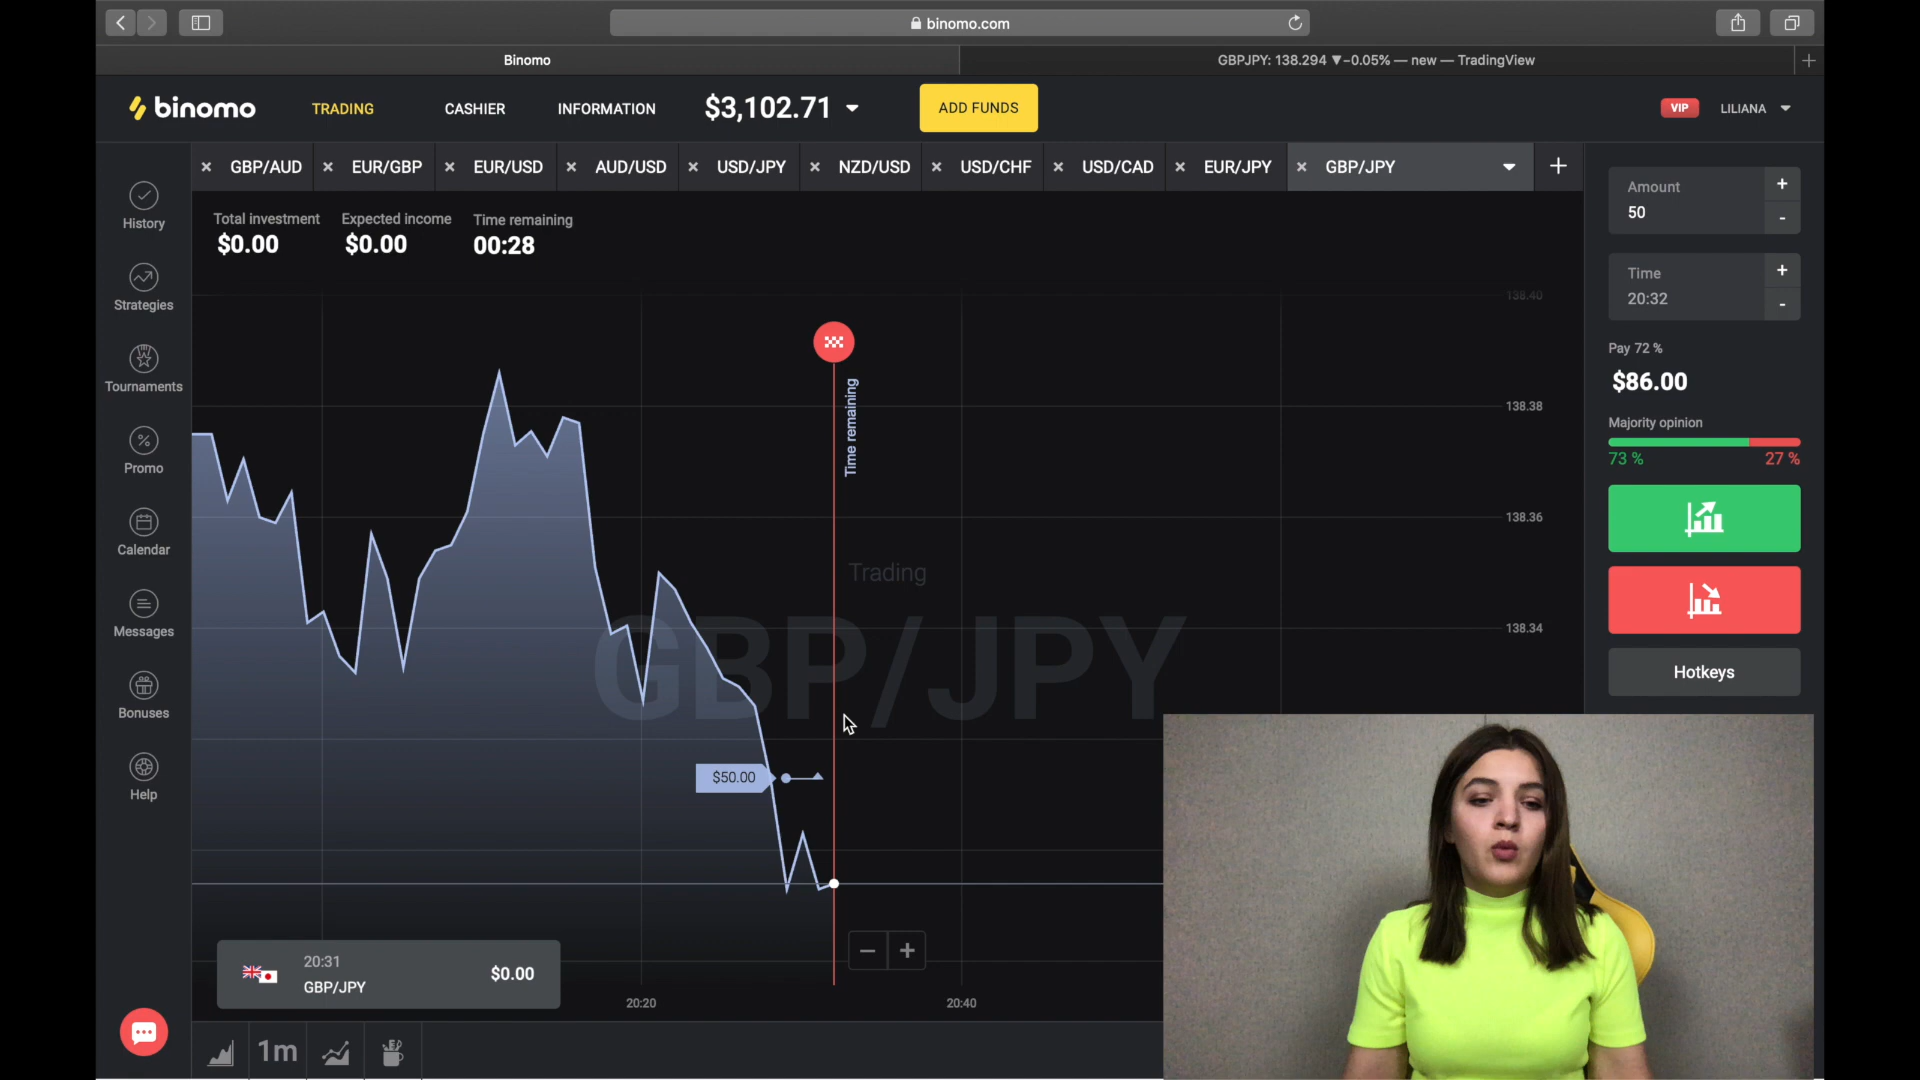 binomo.com
Binomo
GBPJPY: 138.294 ▼−0.05% — new — TradingView
binomo
TRADING
CASHIER
INFORMATION
$3,102.71
ADD FUNDS
VIP
LILIANA
GBP/AUD
EUR/GBP
EUR/USD
AUD/USD
USD/JPY
NZD/USD
USD/CHF
USD/CAD
EUR/JPY
GBP/JPY
History
Strategies
Tournaments
Promo
Calendar
Messages
Bonuses
Help
Total investment
$0.00
Expected income
$0.00
Time remaining
00:28
138.40
138.38
138.36
138.34
Time remaining
Trading
GBP/JPY
$50.00
20:31
GBP/JPY
$0.00
20:20
20:40
1m
Amount
50
+
-
Time
20:32
+
-
Pay 72 %
$86.00
Majority opinion
73 %
27 %
Hotkeys